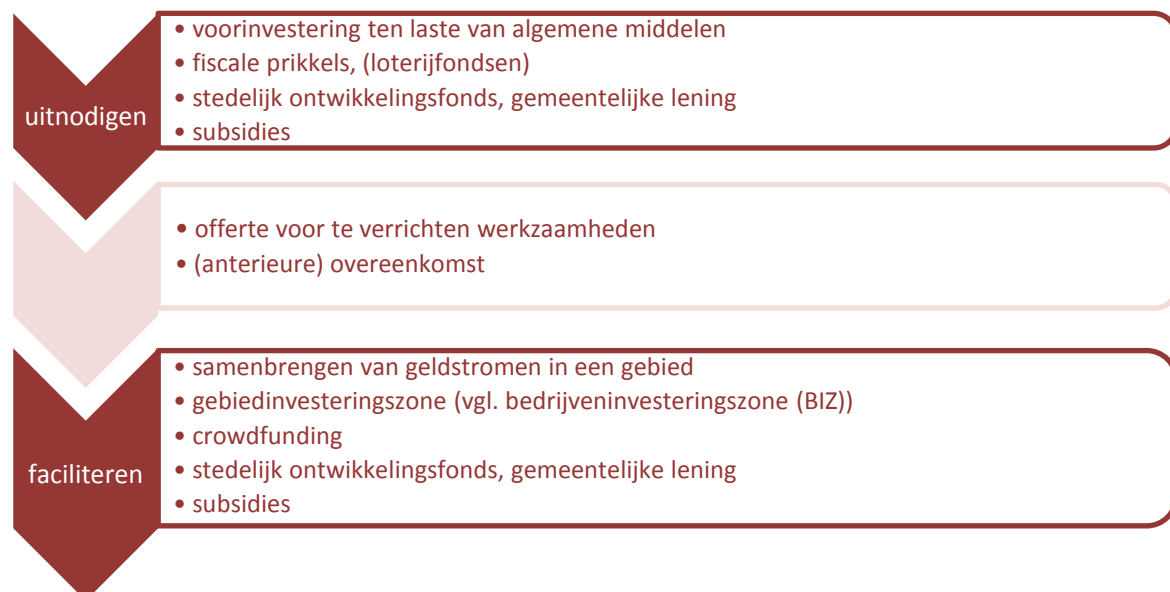 uitnodigen
• voorinvestering ten laste van algemene middelen
• fiscale prikkels, (loterijfondsen)
• stedelijk ontwikkelingsfonds, gemeentelijke lening
• subsidies
• offerte voor te verrichten werkzaamheden
• (anterieure) overeenkomst
faciliteren
• samenbrengen van geldstromen in een gebied
• gebiedinvesteringszone (vgl. bedrijveninvesteringszone (BIZ))
• crowdfunding
• stedelijk ontwikkelingsfonds, gemeentelijke lening
• subsidies